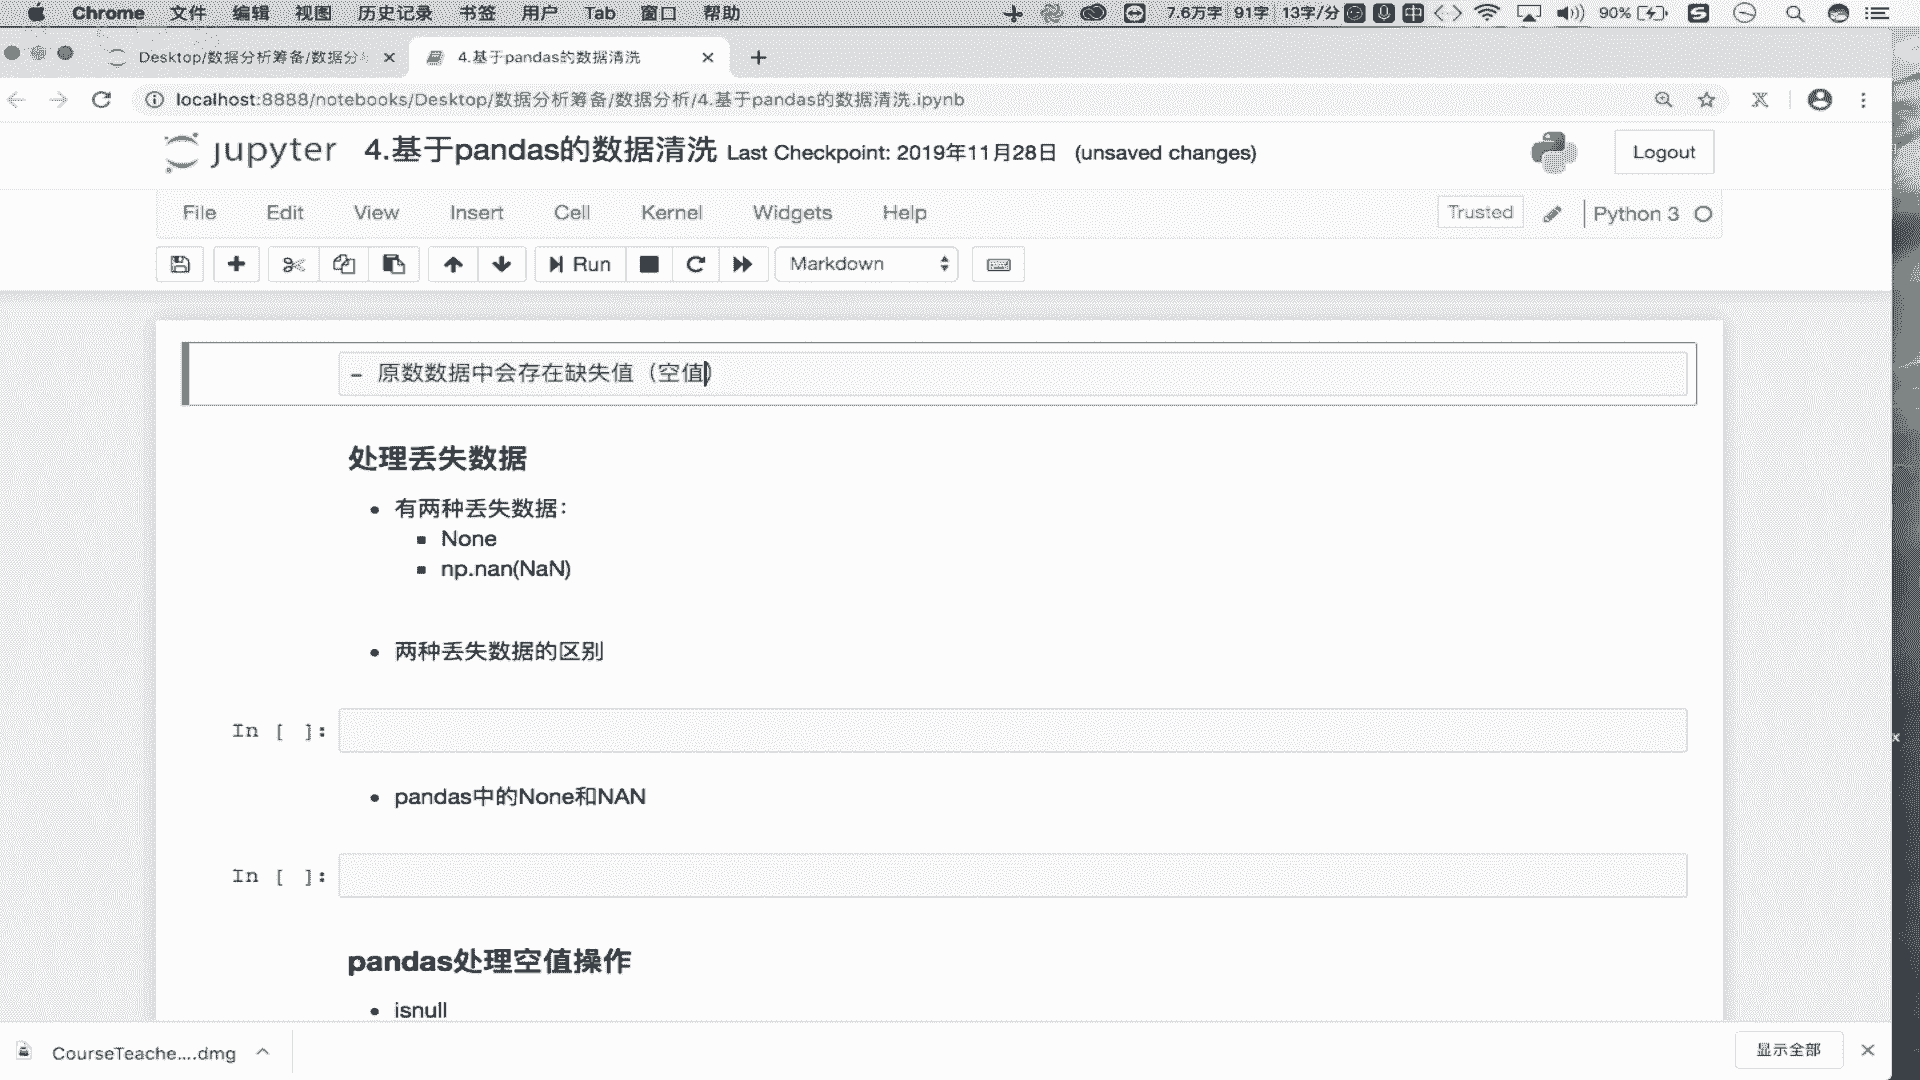 Chrome 文件 编辑 视图 历史记录 书签 用户 Tab 窗口 帮助 7.6万字 91字 13字/分 中 90%
Desktop/数据分析筹备/数据分 4.基于pandas的数据清洗
localhost:8888/notebooks/Desktop/数据分析筹备/数据分析/4.基于pandas的数据清洗.ipynb
jupyter 4.基于pandas的数据清洗 Last Checkpoint: 2019年11月28日 (unsaved changes) Logout
File Edit View Insert Cell Kernel Widgets Help Trusted Python 3
Run Markdown
- 原数数据中会存在缺失值（空值）
处理丢失数据
有两种丢失数据：
None
np.nan(NaN)
两种丢失数据的区别
In [ ]:
pandas中的None和NAN
In [ ]:
pandas处理空值操作
isnull
CourseTeache....dmg 显示全部